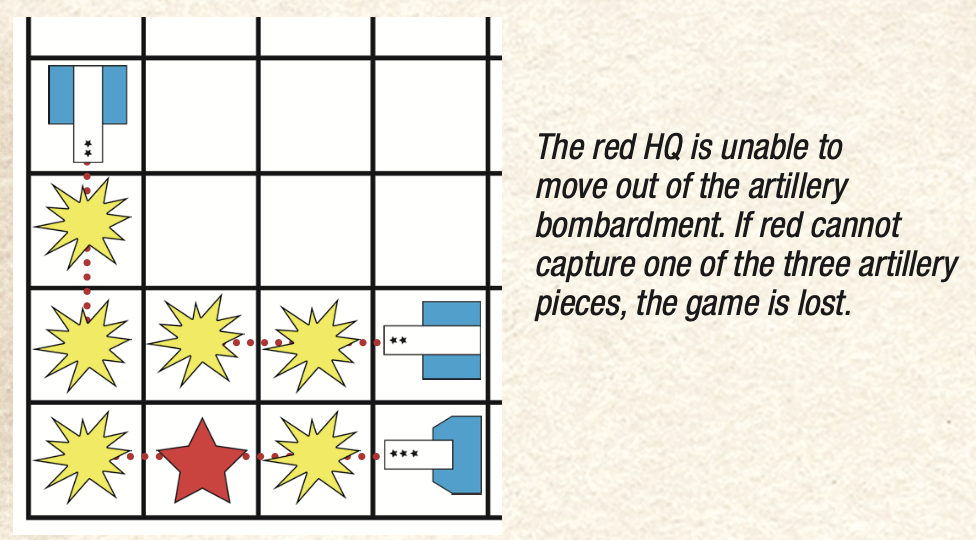 The red HQ is unable to
move out of the artillery
bombardment. If red cannot
capture one of the three artillery
pieces, the game is lost.